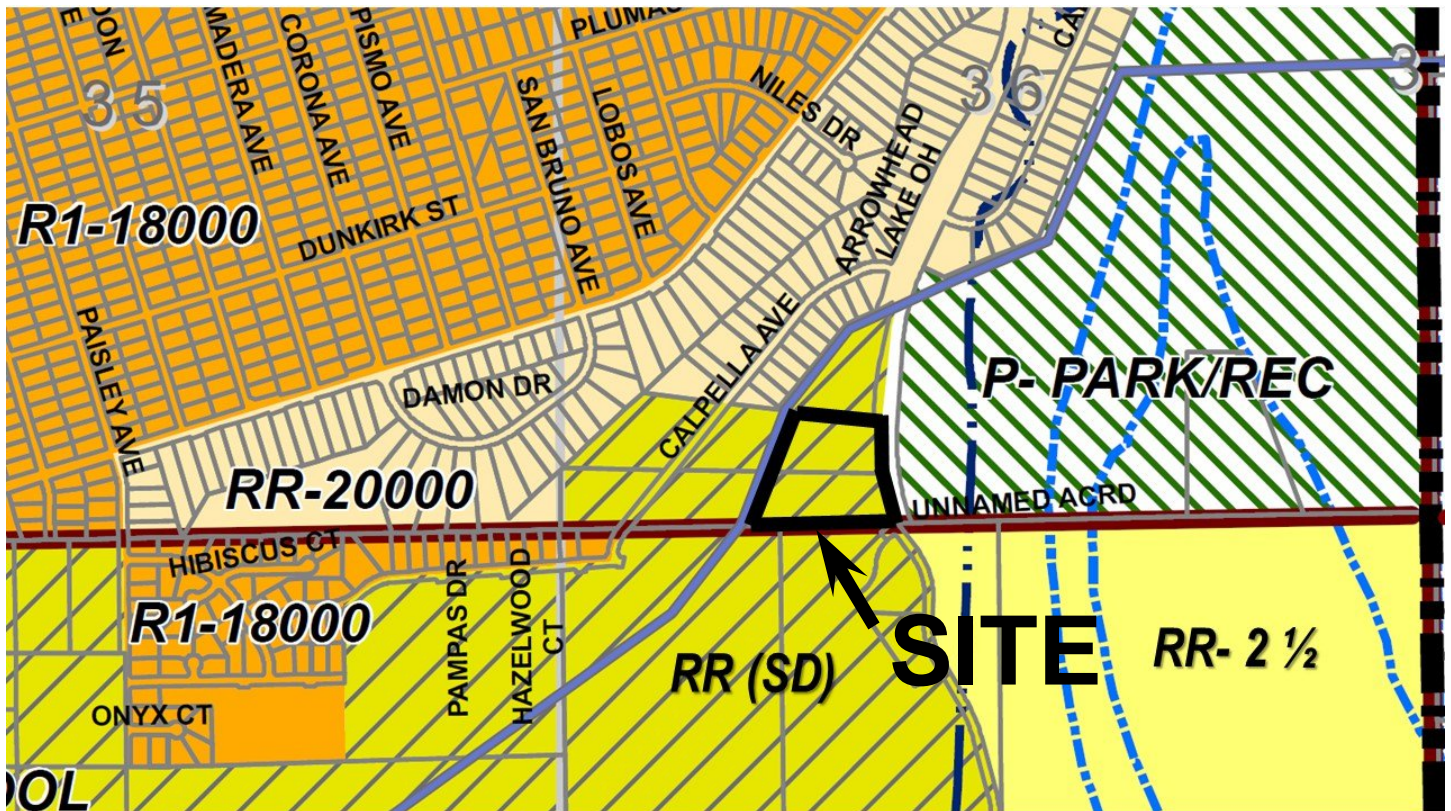 DON
MADERA AVE
CORONA AVE
PISMO AVE
PLUMAS
35
SAN BRUNO AVE
LOBOS AVE
NILES DR
36
R1-18000
DUNKIRK ST
ARROWHEAD
LAKE OH
PAISLEY AVE
DAMON DR
CALPELLA AVE
P- PARK/REC
RR-20000
UNNAMED ACRD
HIBISCUS CT
R1-18000
PAMPAS DR
HAZELWOOD
CT
SITE
RR (SD)
RR- 2 ½
ONYX CT
OOL